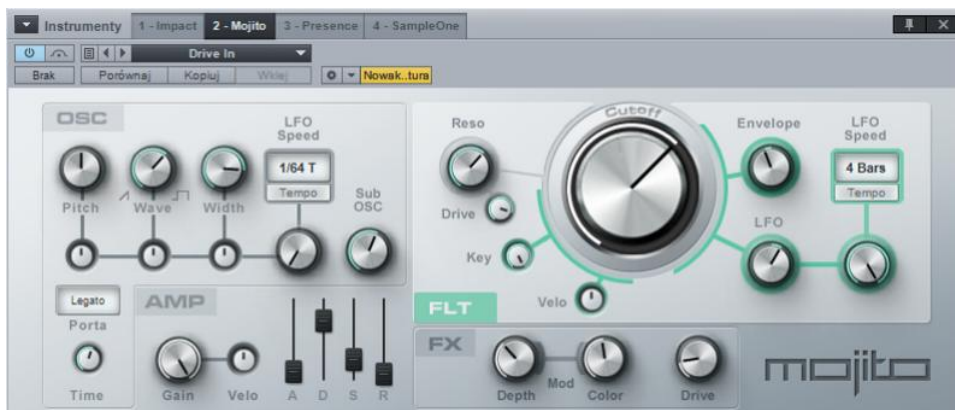 Instrumenty 1 - Impact 2 - Mojito 3 - Presence 4 - SampleOne
Drive In
Brak Porównaj Kopiuj Wklej Nowak..tura
OSC
LFO
Speed
1/64 T
Tempo
Pitch Wave Width
Sub
OSC
Legato
Porta
Time
AMP
Gain Velo A D S R
Reso
Cutoff
Envelope
LFO
Speed
4 Bars
Tempo
Drive
LFO
Key
Velo
FLT
FX
Depth Mod Color Drive
mojito